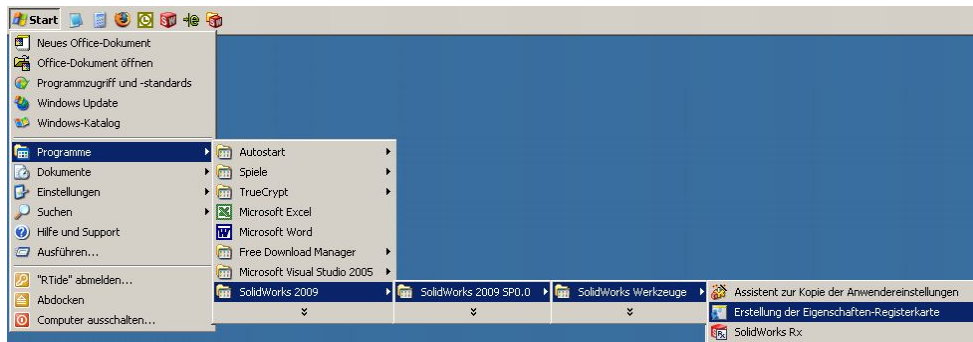 Start
Neues Office-Dokument
Office-Dokument öffnen
Programmzugriff und -standards
Windows Update
Windows-Katalog
Programme
Dokumente
Einstellungen
Suchen
Hilfe und Support
Ausführen...
"RTide" abmelden...
Abdocken
Computer ausschalten...
Autostart
Spiele
TrueCrypt
Microsoft Excel
Microsoft Word
Free Download Manager
Microsoft Visual Studio 2005
SolidWorks 2009
SolidWorks 2009 SP0.0
SolidWorks Werkzeuge
Assistent zur Kopie der Anwendereinstellungen
Erstellung der Eigenschaften-Registerkarte
SolidWorks Rx